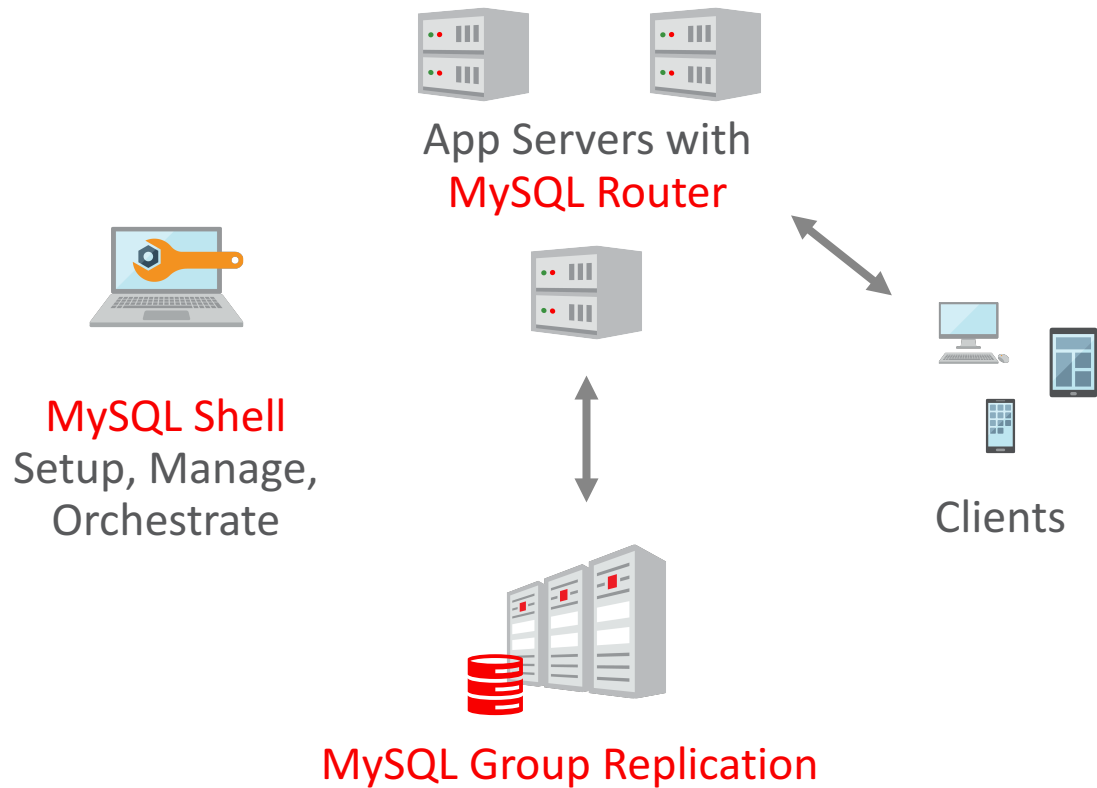 App Servers with
MySQL Router
MySQL Shell
Setup, Manage,
Orchestrate
Clients
MySQL Group Replication